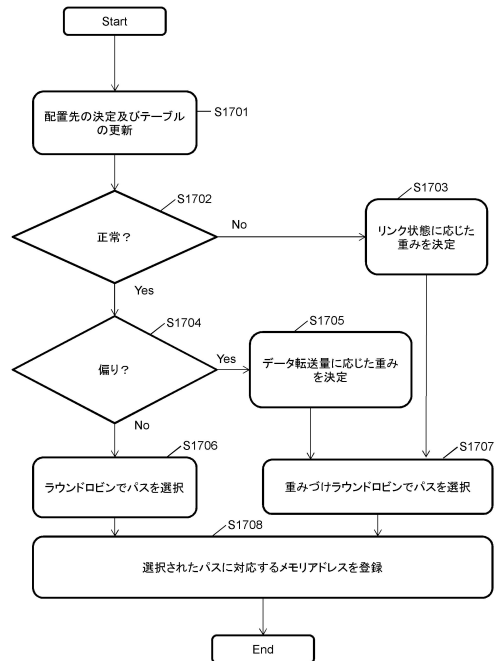 Start
S1701
配置先の決定及びテーブル
の更新
S1702
正常？
No
S1703
リンク状態に応じた
重みを決定
Yes
S1704
偏り？
Yes
S1705
データ転送量に応じた重み
を決定
No
S1706
ラウンドロビンでパスを選択
S1707
重みづけラウンドロビンでパスを選択
S1708
選択されたパスに対応するメモリアドレスを登録
End